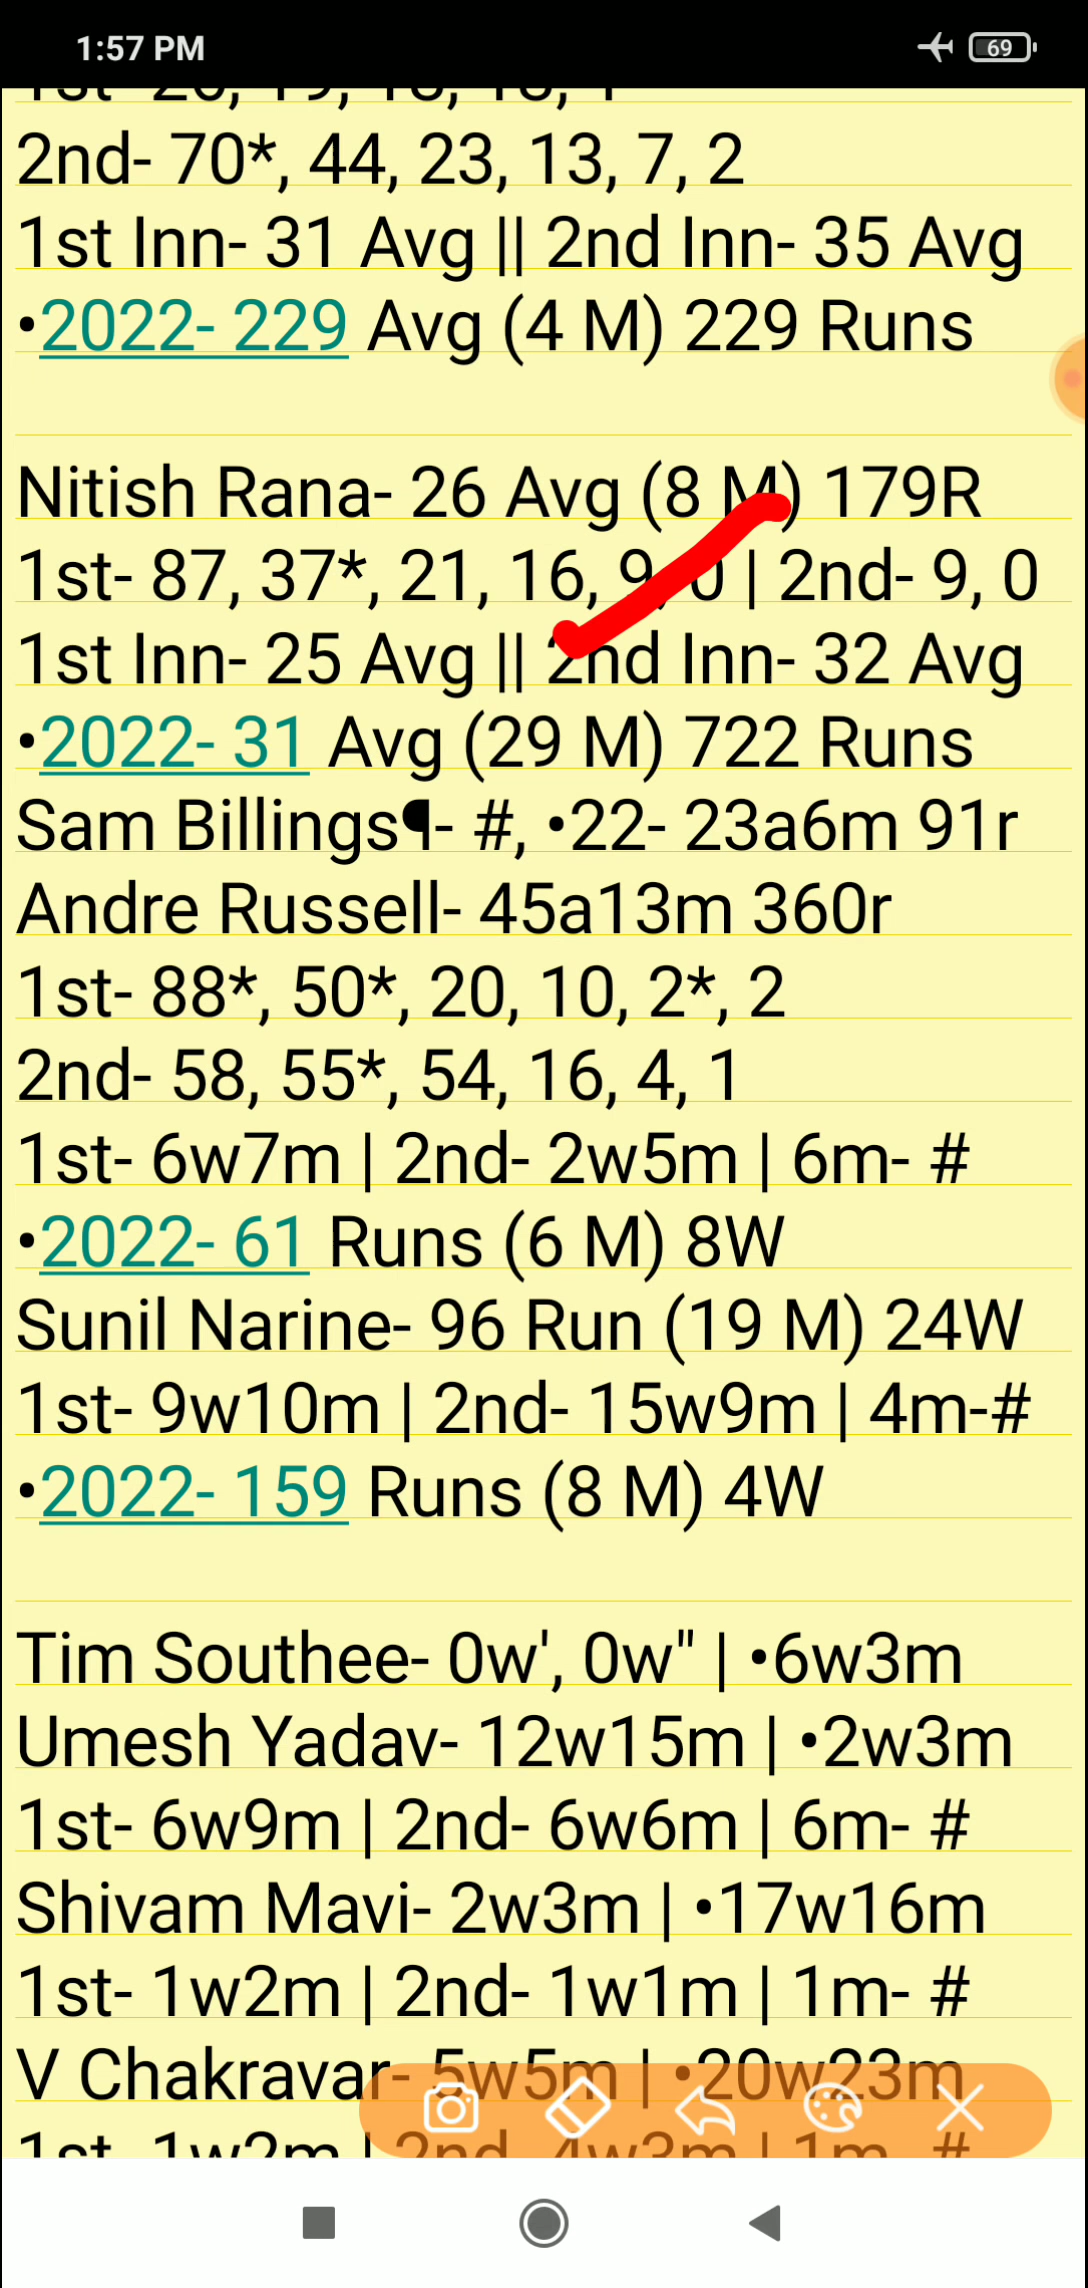 1:57 PM
69
2nd- 70*, 44, 23, 13, 7, 2
1st Inn- 31 Avg || 2nd Inn- 35 Avg
•2022- 229 Avg (4 M) 229 Runs
Nitish Rana- 26 Avg (8 M) 179R
1st- 87, 37*, 21, 16, 9, 0 | 2nd- 9, 0
1st Inn- 25 Avg || 2nd Inn- 32 Avg
•2022- 31 Avg (29 M) 722 Runs
Sam Billings¶- #, •22- 23a6m 91r
Andre Russell- 45a13m 360r
1st- 88*, 50*, 20, 10, 2*, 2
2nd- 58, 55*, 54, 16, 4, 1
1st- 6w7m | 2nd- 2w5m | 6m- #
•2022- 61 Runs (6 M) 8W
Sunil Narine- 96 Run (19 M) 24W
1st- 9w10m | 2nd- 15w9m | 4m-#
•2022- 159 Runs (8 M) 4W
Tim Southee- 0w', 0w" | •6w3m
Umesh Yadav- 12w15m | •2w3m
1st- 6w9m | 2nd- 6w6m | 6m- #
Shivam Mavi- 2w3m | •17w16m
1st- 1w2m | 2nd- 1w1m | 1m- #
V Chakravar- 5w5m | •20w23m
1st- 1w2m | 2nd- 4w3m | 1m- #